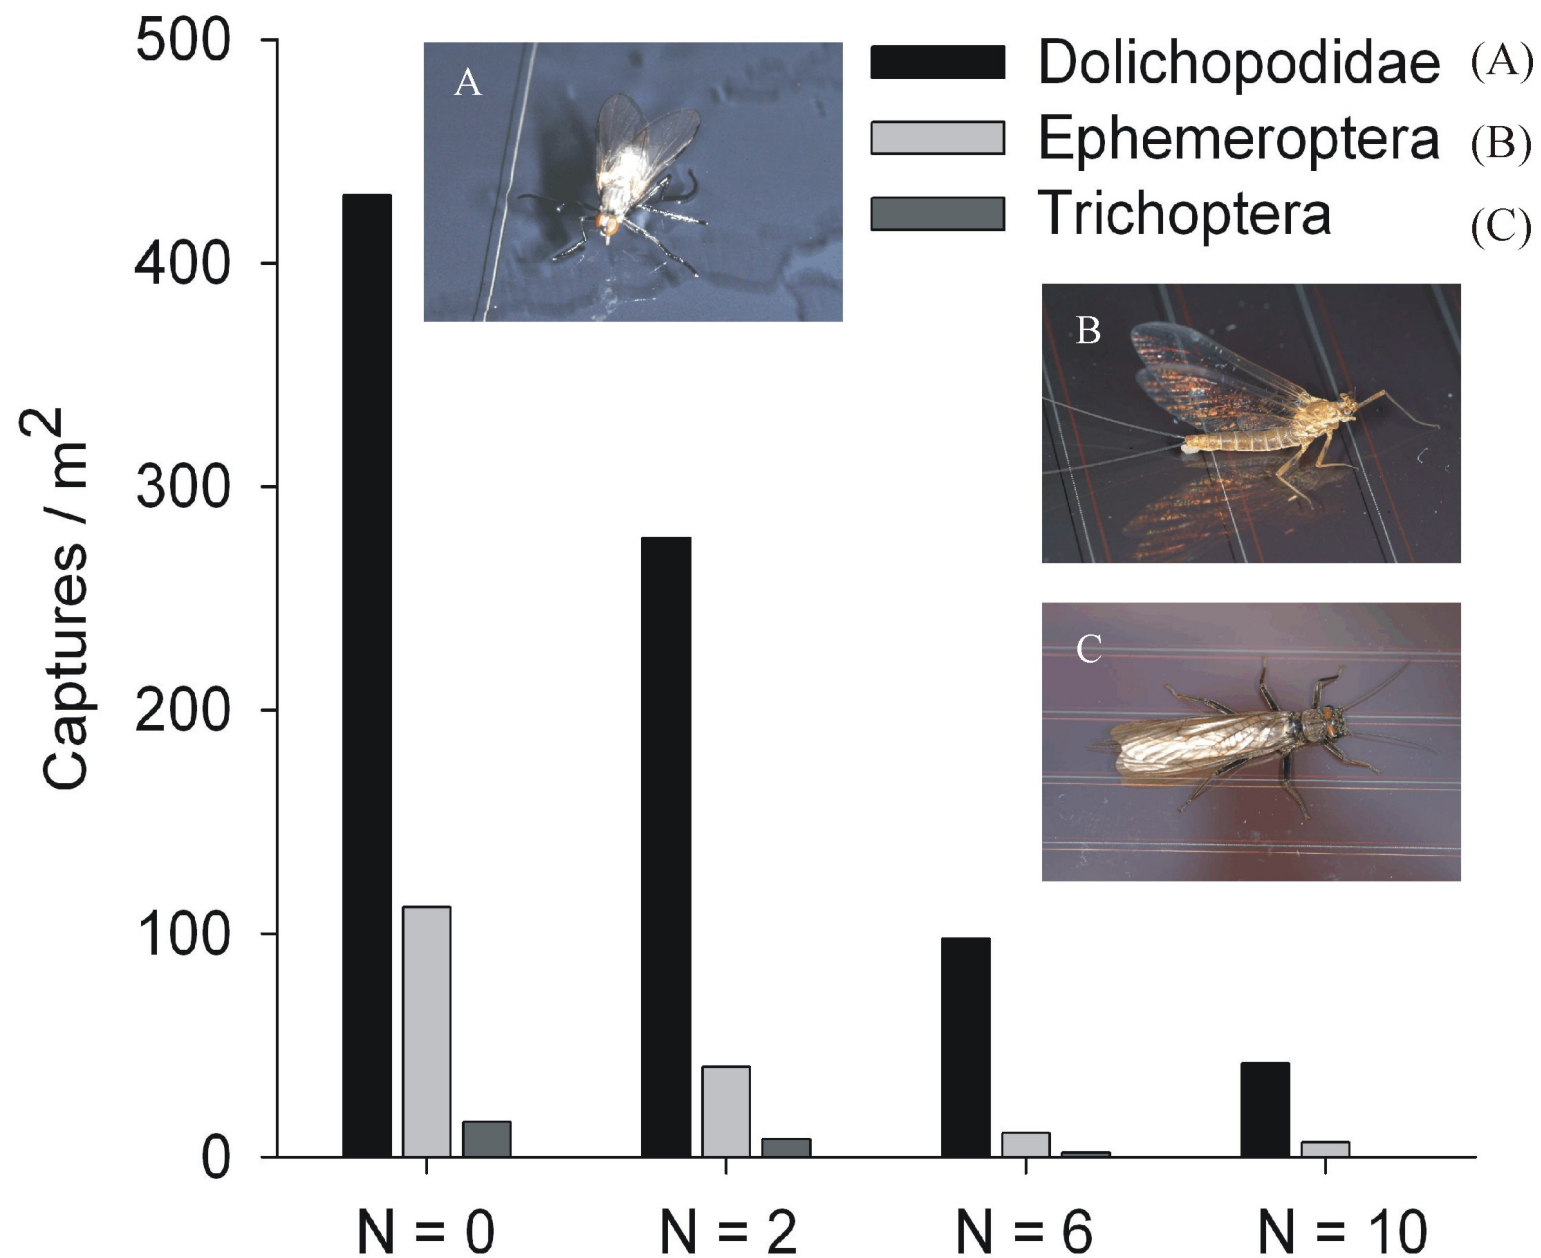 500
400
300
200
100
0
Captures / m²
Dolichopodidae (A)
Ephemeroptera (B)
Trichoptera (C)
A
B
C
N = 0
N = 2
N = 6
N = 10